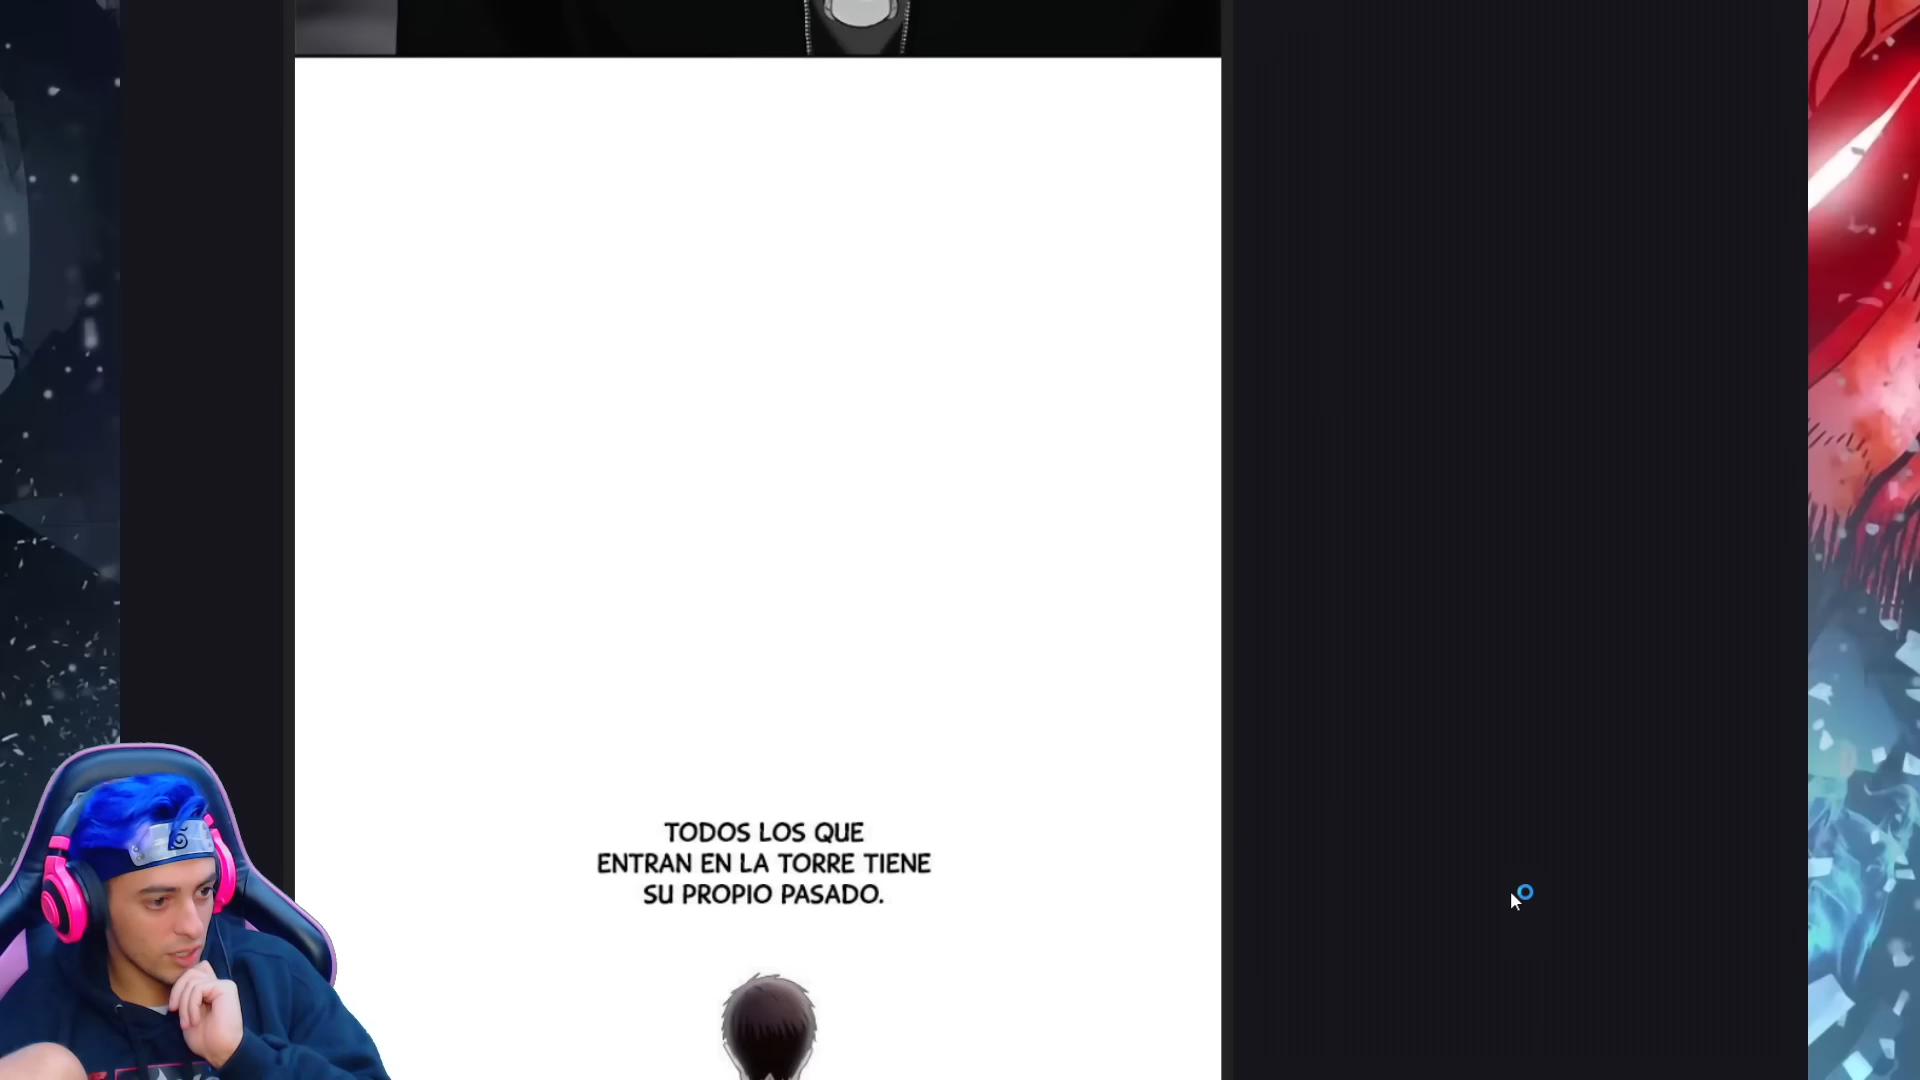 TODOS LOS QUE
ENTRAN EN LA TORRE TIENE
SU PROPIO PASADO.